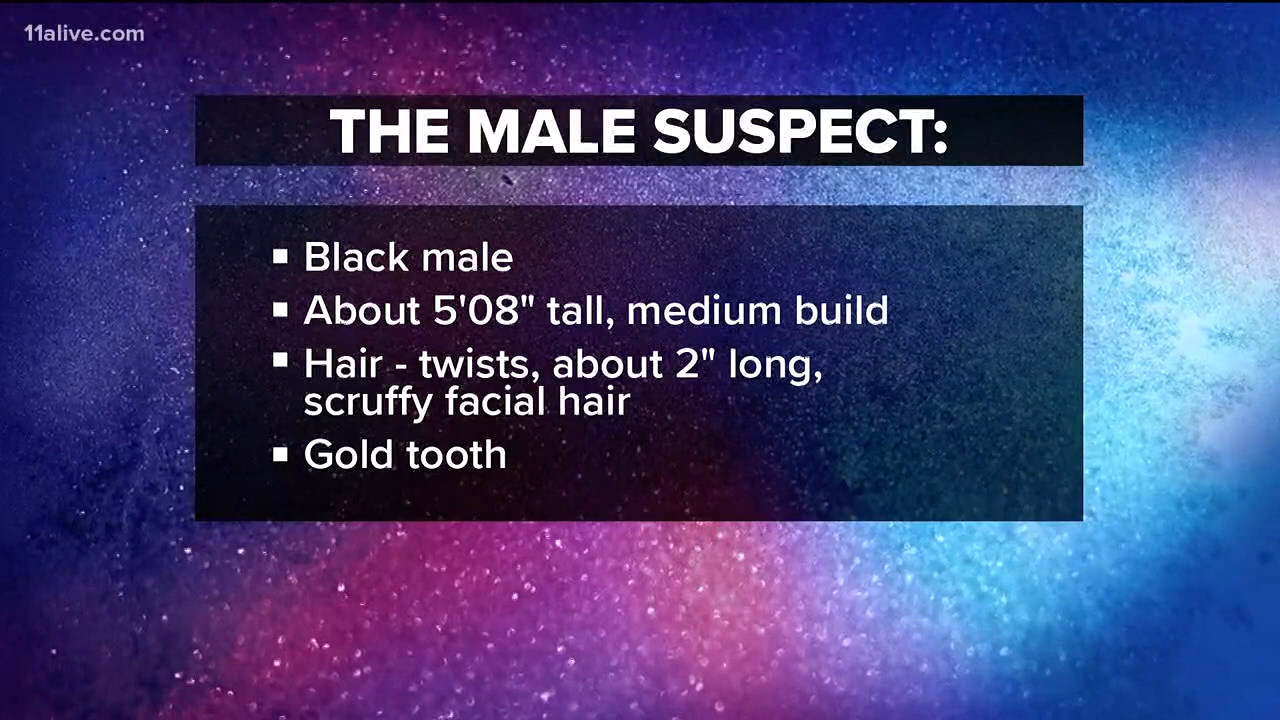 11alive.com
THE MALE SUSPECT:
▪ Black male
▪ About 5'08" tall, medium build
▪ Hair - twists, about 2" long,
scruffy facial hair
▪ Gold tooth